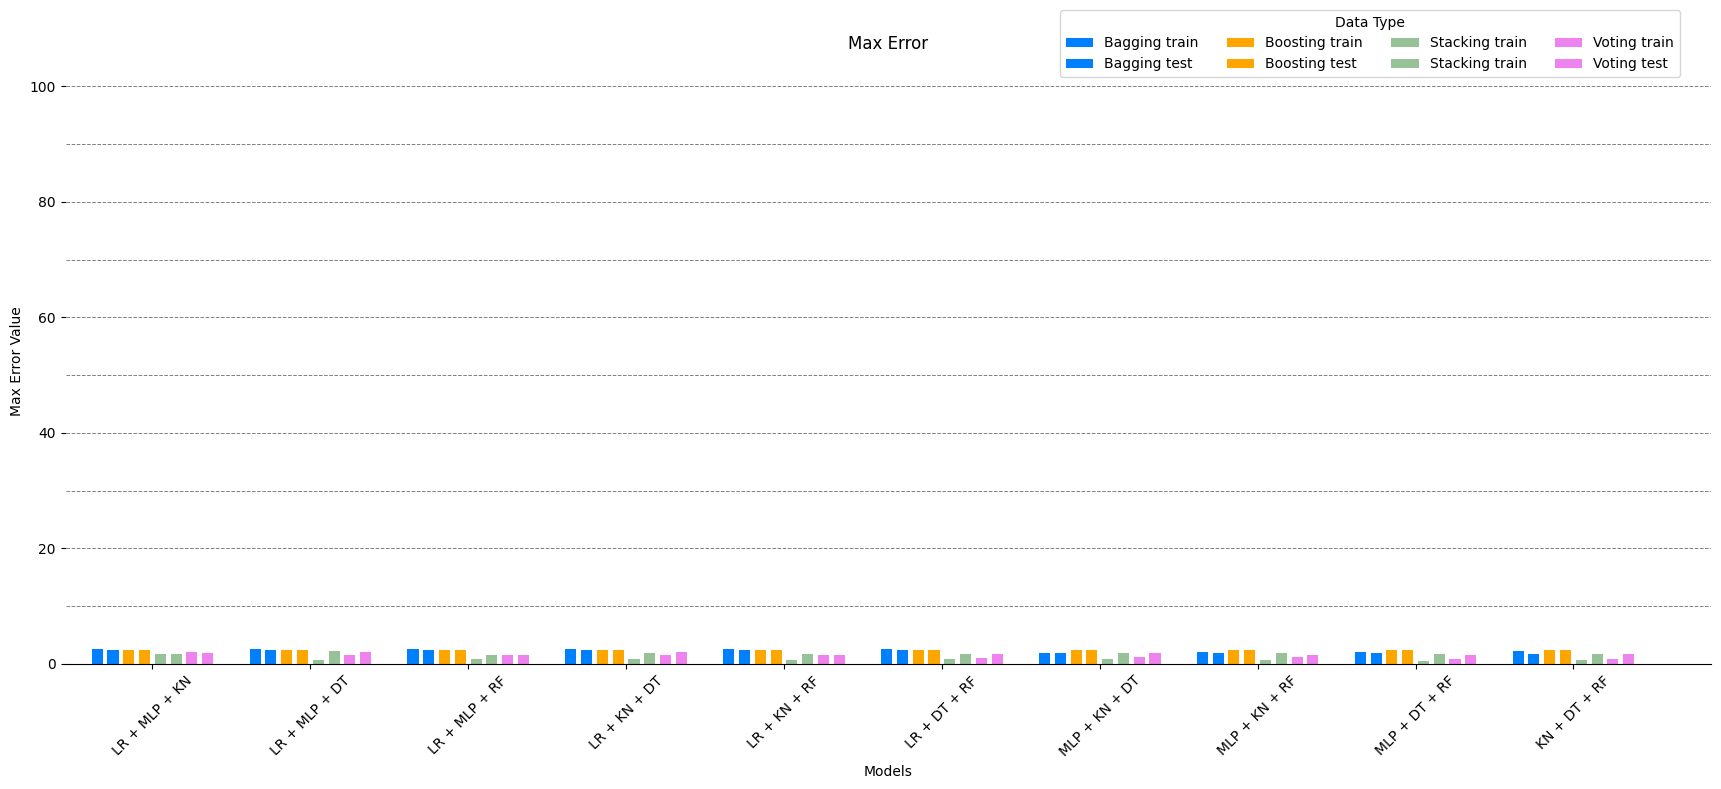 Max Error
Data Type
Bagging train Boosting train Stacking train Voting train
Bagging test Boosting test Stacking train Voting test
100
80
60
40
20
0
Max Error Value
LR + MLP + KN
LR + MLP + DT
LR + MLP + RF
LR + KN + DT
LR + KN + RF
LR + DT + RF
MLP + KN + DT
MLP + KN + RF
MLP + DT + RF
KN + DT + RF
Models